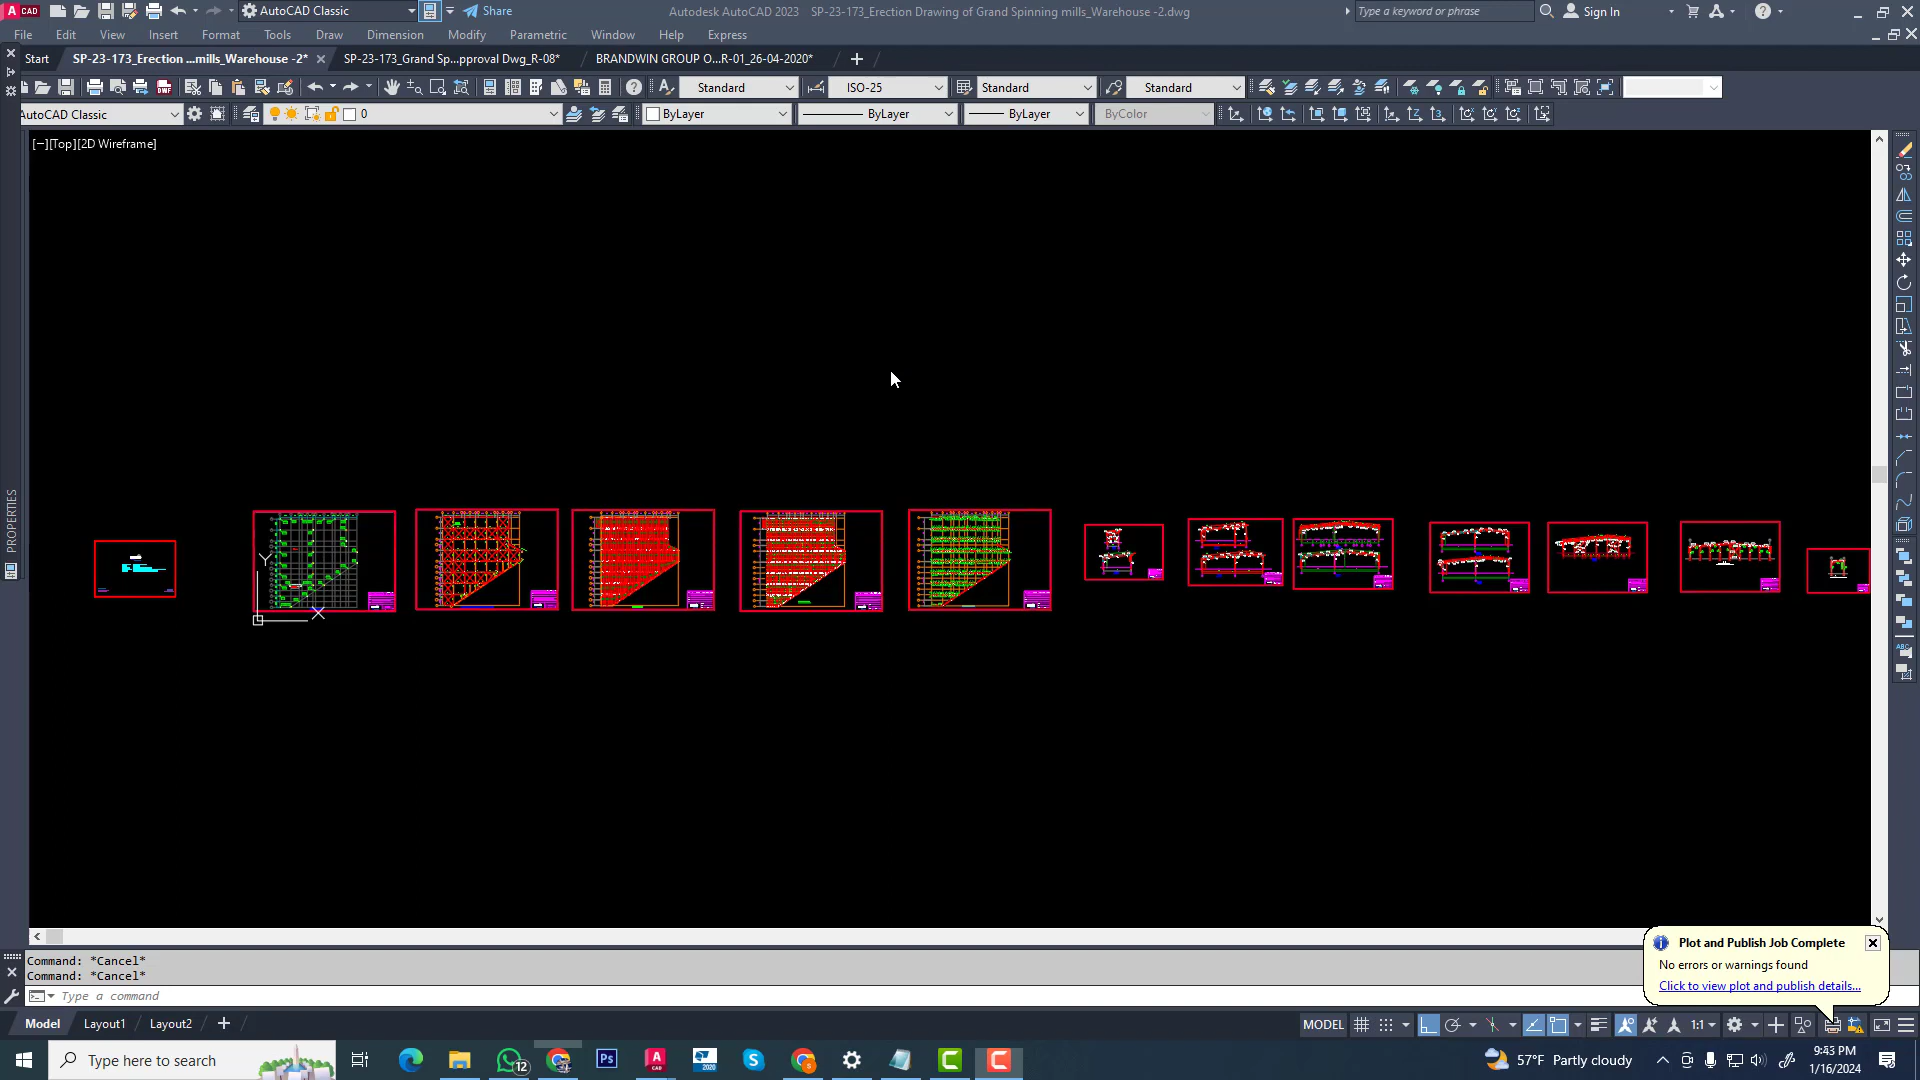 CAD
AutoCAD Classic
Share
Autodesk AutoCAD 2023 SP-23-173_Erection Drawing of Grand Spinning mills_Warehouse -2.dwg
Type a keyword or phrase
Sign In
File Edit View Insert Format Tools Draw Dimension Modify Parametric Window Help Express
Start SP-23-173_Erection ...mills_Warehouse -2* SP-23-173_Grand Sp...pproval Dwg_R-08* BRANDWIN GROUP O...R-01_26-04-2020*
Standard ISO-25 Standard Standard
AutoCAD Classic 0 ByLayer ByLayer ByLayer ByColor
[−][Top][2D Wireframe]
PROPERTIES
Y
X
ABC
Command: *Cancel*
Command: *Cancel*
Type a command
Plot and Publish Job Complete
No errors or warnings found
Click to view plot and publish details...
Model Layout1 Layout2
MODEL 1:1
Type here to search
12
Ps
57°F Partly cloudy
9:43 PM
1/16/2024